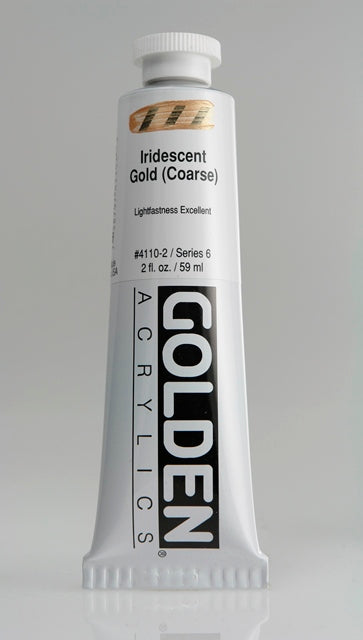 Iridescent
Gold (Coarse)
Lightfastness Excellent
#4110-2 / Series 6
2 fl. oz. / 59 ml
GOLDEN®
ACRYLICS